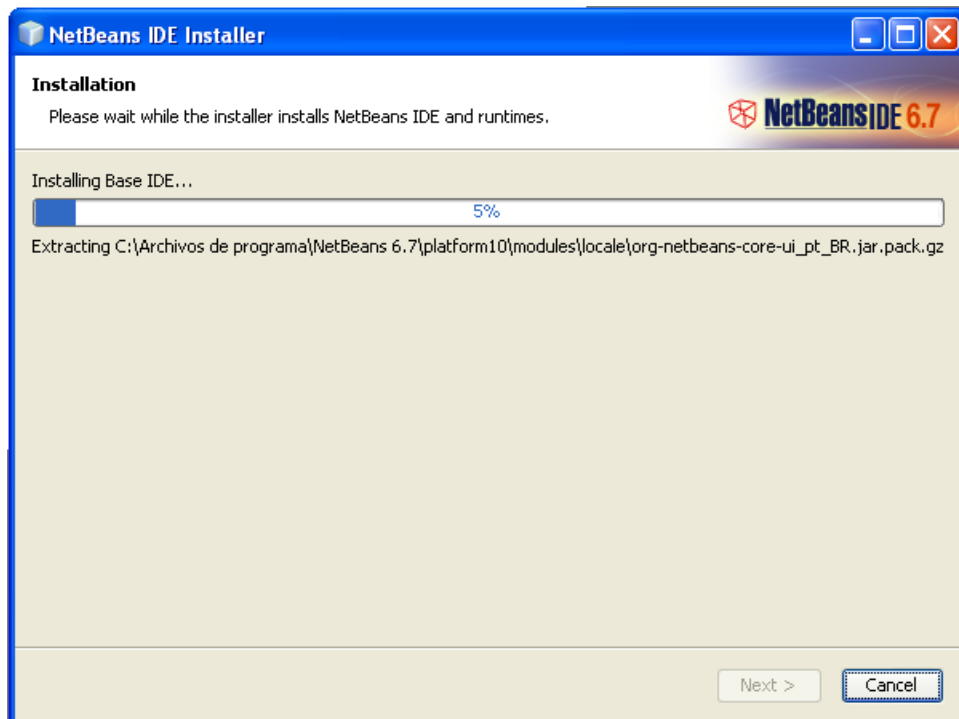 NetBeans IDE Installer
Installation
Please wait while the installer installs NetBeans IDE and runtimes.
NetBeans IDE 6.7
Installing Base IDE...
5%
Extracting C:\Archivos de programa\NetBeans 6.7\platform10\modules\locale\org-netbeans-core-ui_pt_BR.jar.pack.gz
Next >
Cancel